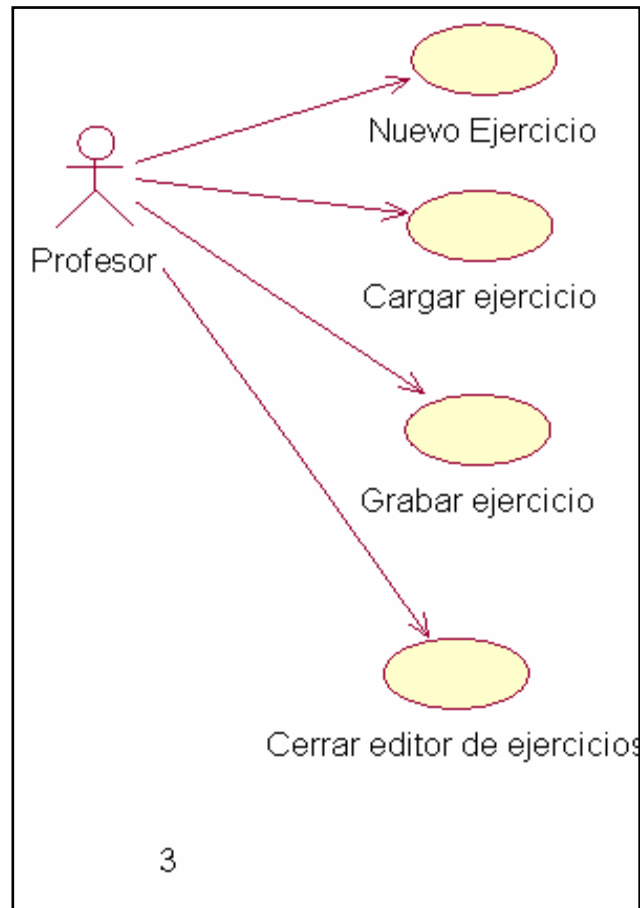 Nuevo Ejercicio
Profesor
Cargar ejercicio
Grabar ejercicio
Cerrar editor de ejercicios
3